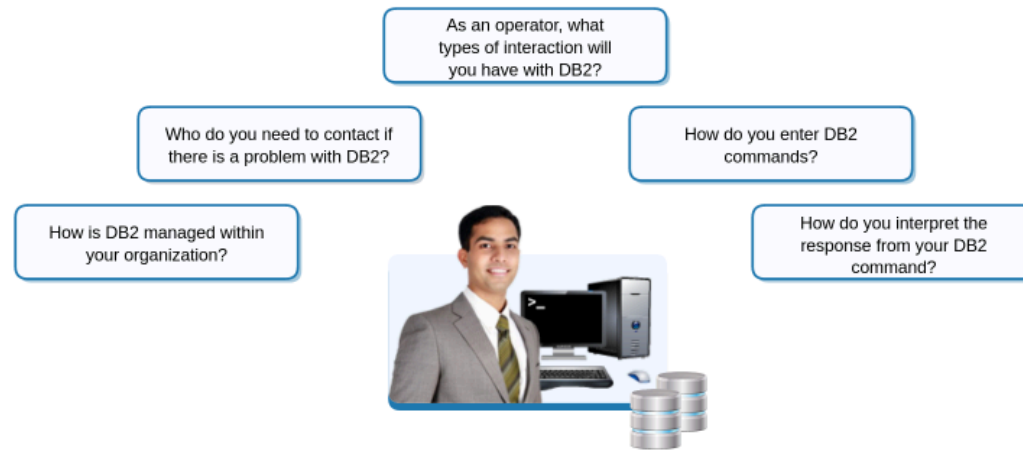 As an operator, what
types of interaction will
you have with DB2?
Who do you need to contact if
there is a problem with DB2?
How do you enter DB2
commands?
How is DB2 managed within
your organization?
How do you interpret the
response from your DB2
command?
>_